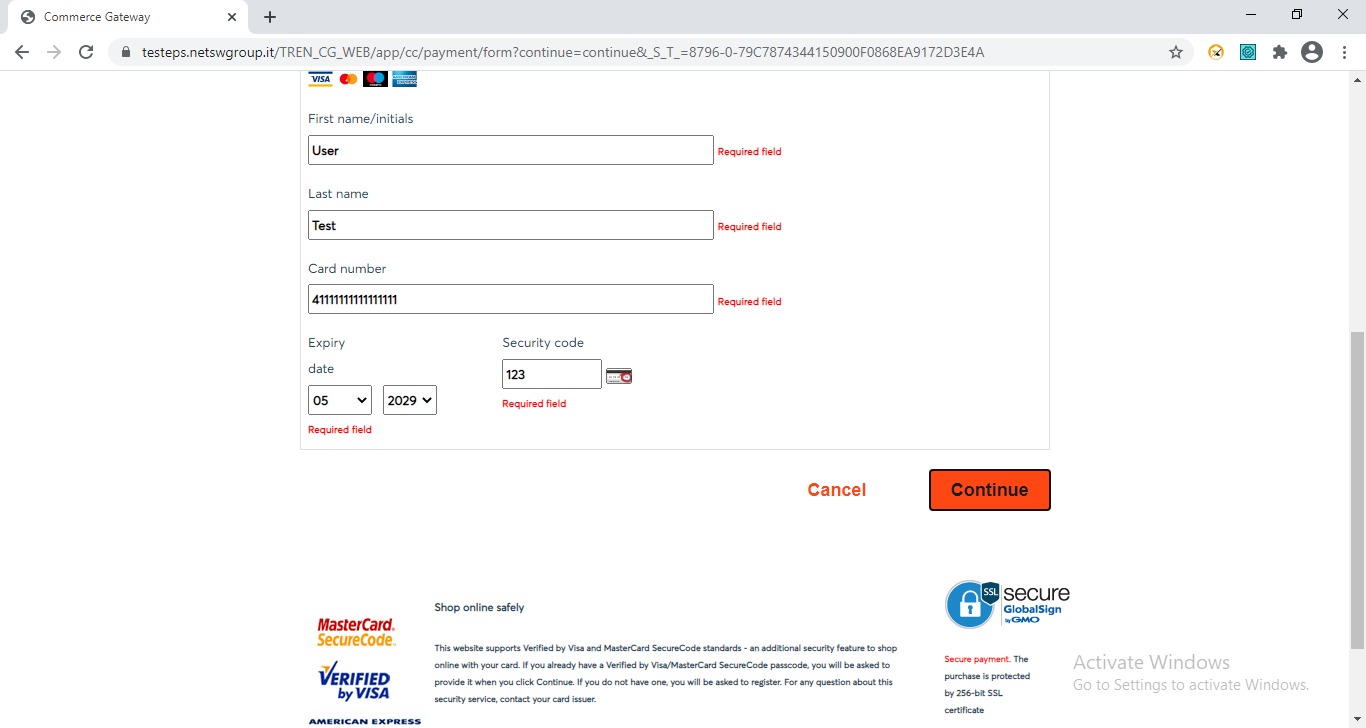 Commerce Gateway
testeps.netswgroup.it/TREN_CG_WEB/app/cc/payment/form?continue=continue&_S_T_=8796-0-79C7874344150900F0868EA9172D3E4A
VISA
First name/initials
User Required field
Last name
Test Required field
Card number
41111111111111111 Required field
Expiry
date
Security code
123
05 2029
Required field
Required field
Cancel Continue
Shop online safely
MasterCard.
SecureCode.
VERIFIED
by VISA
AMERICAN EXPRESS
This website supports Verified by Visa and MasterCard SecureCode standards - an additional security feature to shop
online with your card. If you already have a Verified by Visa/MasterCard SecureCode passcode, you will be asked to
provide it when you click Continue. If you do not have one, you will be asked to register. For any question about this
security service, contact your card issuer.
SSL secure
GlobalSign
by GMO
Secure payment. The
purchase is protected
by 256-bit SSL
certificate
Activate Windows
Go to Settings to activate Windows.